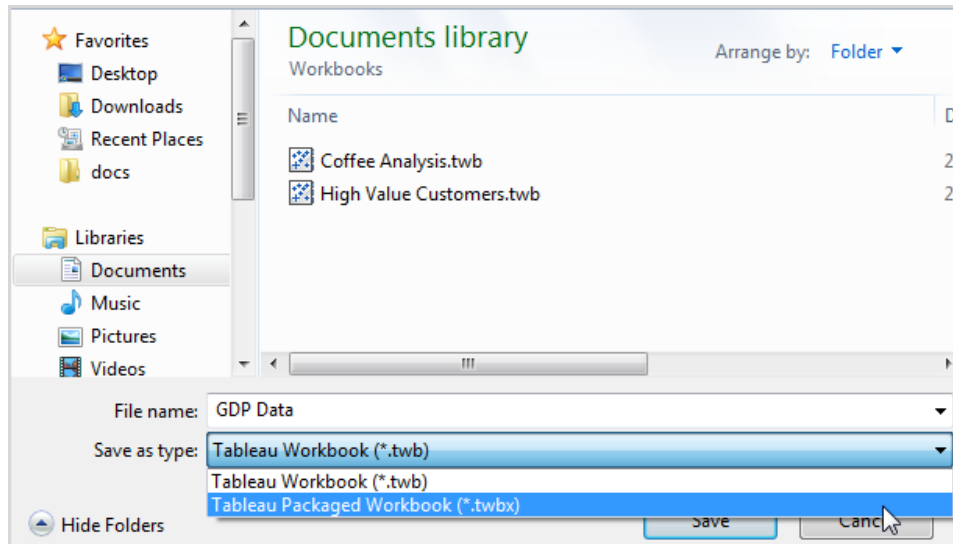 Favorites
Desktop
Downloads
Recent Places
docs
Libraries
Documents
Music
Pictures
Videos
Documents library
Workbooks
Arrange by: Folder
Name
Coffee Analysis.twb
High Value Customers.twb
File name: GDP Data
Save as type: Tableau Workbook (*.twb)
Tableau Workbook (*.twb)
Tableau Packaged Workbook (*.twbx)
Hide Folders
Save